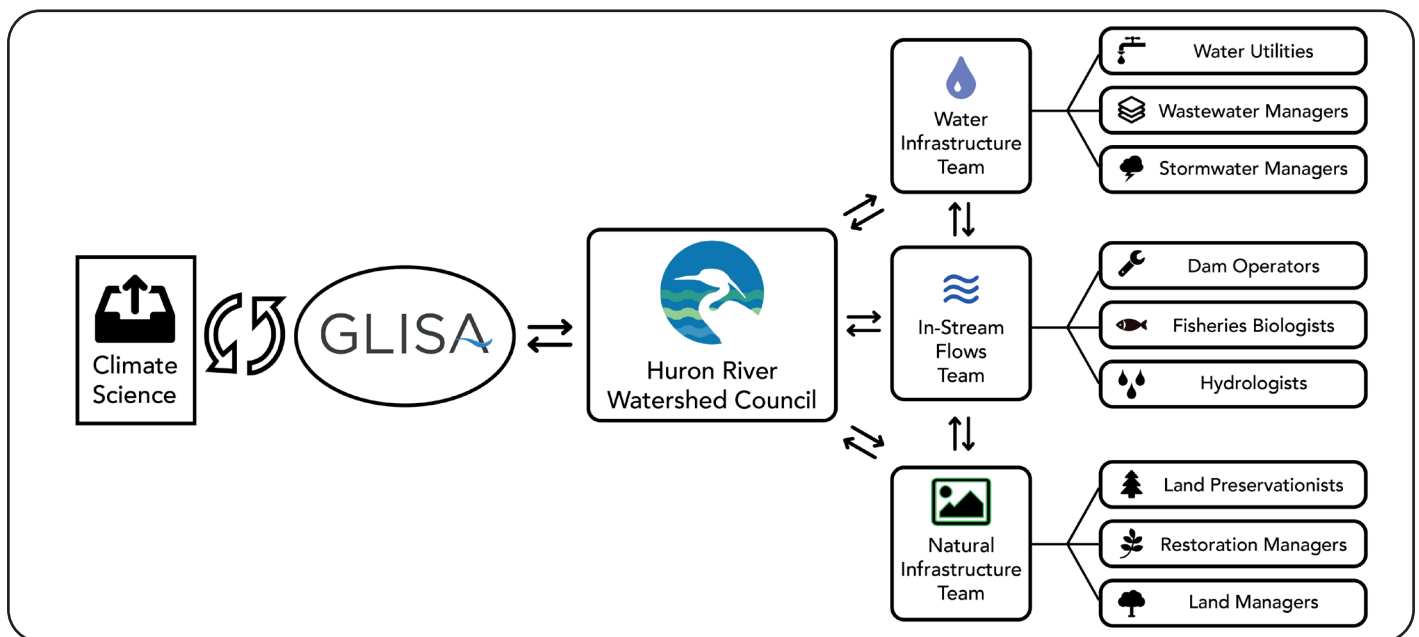 Climate
Science
GLISA
Huron River
Watershed Council
Water
Infrastructure
Team
Water Utilities
Wastewater Managers
Stormwater Managers
In-Stream
Flows
Team
Dam Operators
Fisheries Biologists
Hydrologists
Natural
Infrastructure
Team
Land Preservationists
Restoration Managers
Land Managers